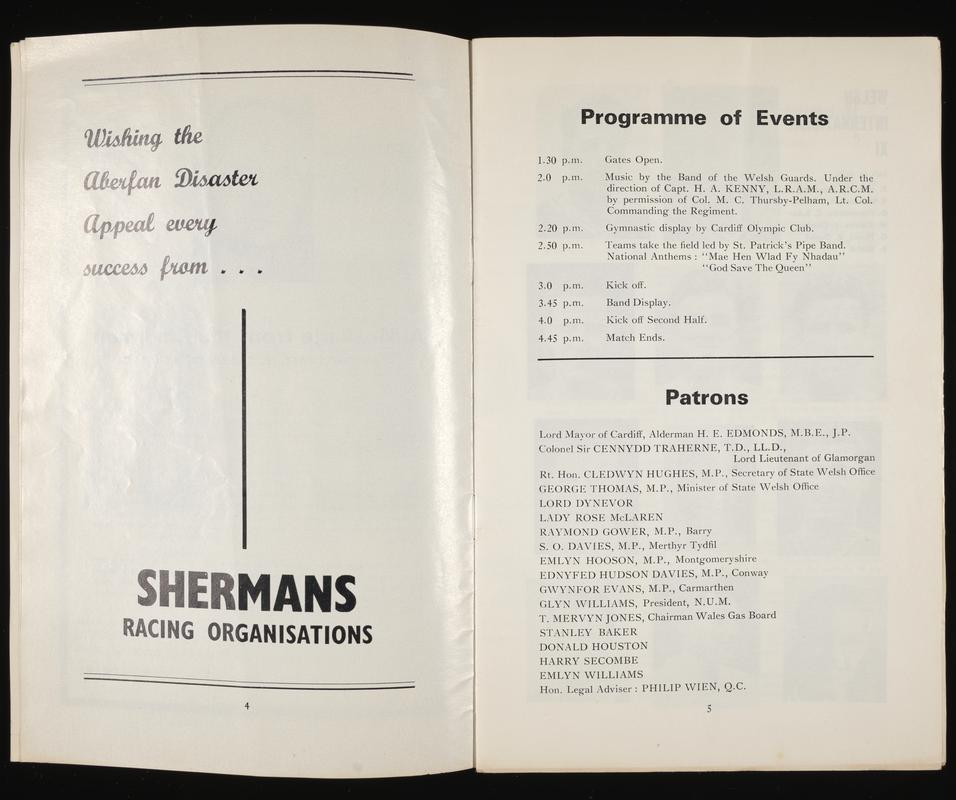 Wishing the
Aberfan Disaster
Appeal every
success from . . .
SHERMANS
RACING ORGANISATIONS
4
Programme of Events
1.30 p.m. Gates Open.
2.0 p.m. Music by the Band of the Welsh Guards. Under the
direction of Capt. H. A. KENNY, L.R.A.M., A.R.C.M.
by permission of Col. M. C. Thursby-Pelham, Lt. Col.
Commanding the Regiment.
2.20 p.m. Gymnastic display by Cardiff Olympic Club.
2.50 p.m. Teams take the field led by St. Patrick's Pipe Band.
National Anthems : "Mae Hen Wlad Fy Nhadau"
"God Save The Queen"
3.0 p.m. Kick off.
3.45 p.m. Band Display.
4.0 p.m. Kick off Second Half.
4.45 p.m. Match Ends.
Patrons
Lord Mayor of Cardiff, Alderman H. E. EDMONDS, M.B.E., J.P.
Colonel Sir CENNYDD TRAHERNE, T.D., LL.D.,
Lord Lieutenant of Glamorgan
Rt. Hon. CLEDWYN HUGHES, M.P., Secretary of State Welsh Office
GEORGE THOMAS, M.P., Minister of State Welsh Office
LORD DYNEVOR
LADY ROSE McLAREN
RAYMOND GOWER, M.P., Barry
S. O. DAVIES, M.P., Merthyr Tydfil
EMLYN HOOSON, M.P., Montgomeryshire
EDNYFED HUDSON DAVIES, M.P., Conway
GWYNFOR EVANS, M.P., Carmarthen
GLYN WILLIAMS, President, N.U.M.
T. MERVYN JONES, Chairman Wales Gas Board
STANLEY BAKER
DONALD HOUSTON
HARRY SECOMBE
EMLYN WILLIAMS
Hon. Legal Adviser : PHILIP WIEN, Q.C.
5